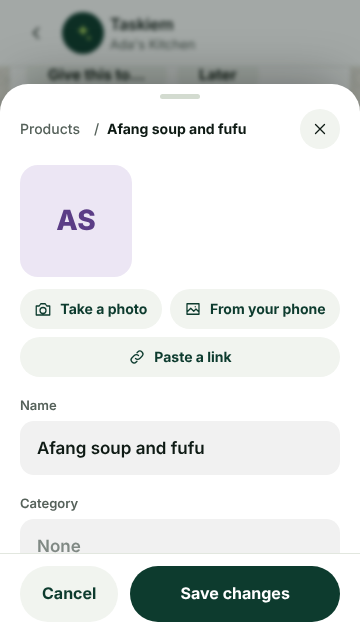 Taskiem
Ada's Kitchen
Give this to... Later
Products / Afang soup and fufu
AS
Take a photo From your phone
Paste a link
Name
Afang soup and fufu
Category
None
Cancel Save changes